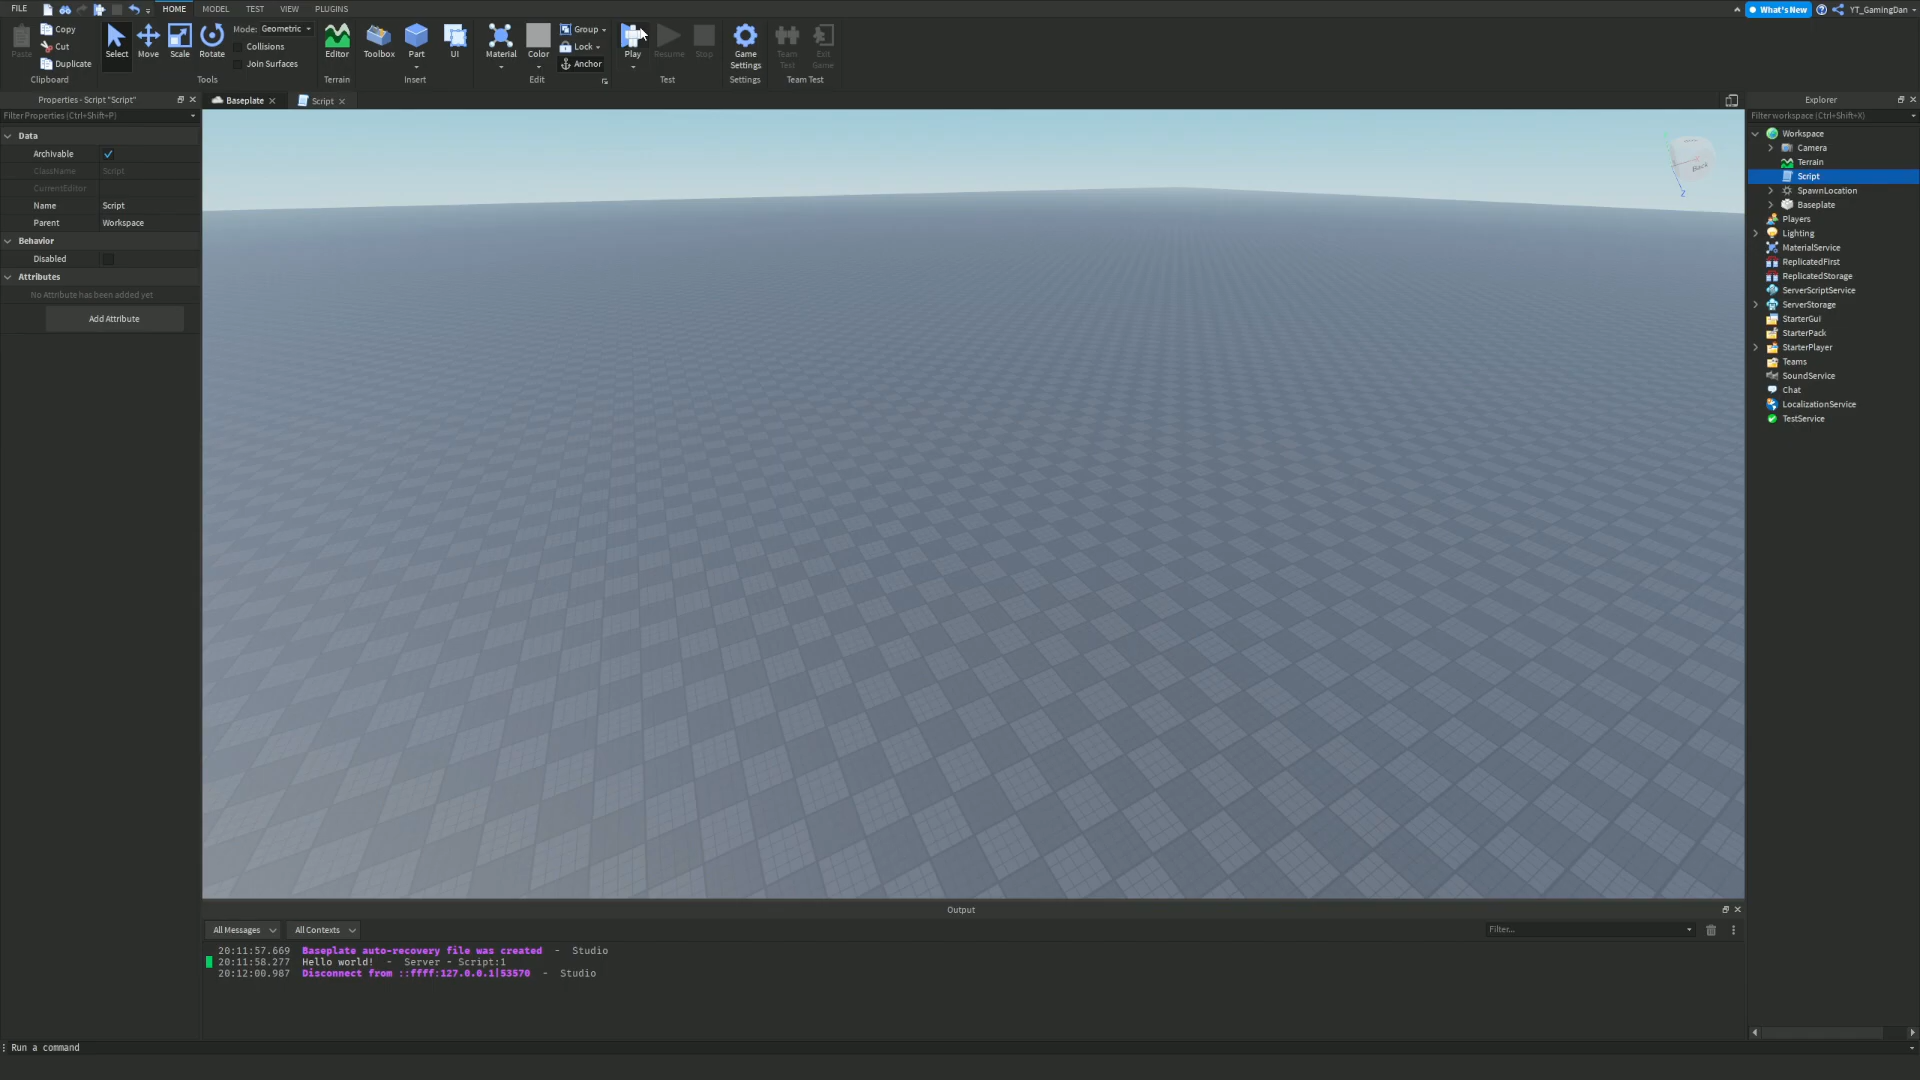 FILE HOME MODEL TEST VIEW PLUGINS What's New YT_GamingDan
Copy
Cut
Duplicate
Paste
Clipboard
Select Move Scale Rotate
Mode: Geometric
Collisions
Join Surfaces
Tools
Editor
Terrain
Toolbox Part UI
Insert
Material Color
Group
Lock
Anchor
Edit
Play Resume Stop
Test
Game Settings
Settings
Team Test Exit Game
Team Test
Properties - Script "Script"
Filter Properties (Ctrl+Shift+P)
Data
Archivable
ClassName Script
CurrentEditor
Name Script
Parent Workspace
Behavior
Disabled
Attributes
No Attribute has been added yet
Add Attribute
Baseplate Script
Back
Z
Explorer
Filter workspace (Ctrl+Shift+X)
Workspace
Camera
Terrain
Script
SpawnLocation
Baseplate
Players
Lighting
MaterialService
ReplicatedFirst
ReplicatedStorage
ServerScriptService
ServerStorage
StarterGui
StarterPack
StarterPlayer
Teams
SoundService
Chat
LocalizationService
TestService
Output
All Messages All Contexts Filter...
20:11:57.669 Baseplate auto-recovery file was created - Studio
20:11:58.277 Hello world! - Server - Script:1
20:12:00.987 Disconnect from ::ffff:127.0.0.1|53570 - Studio
Run a command